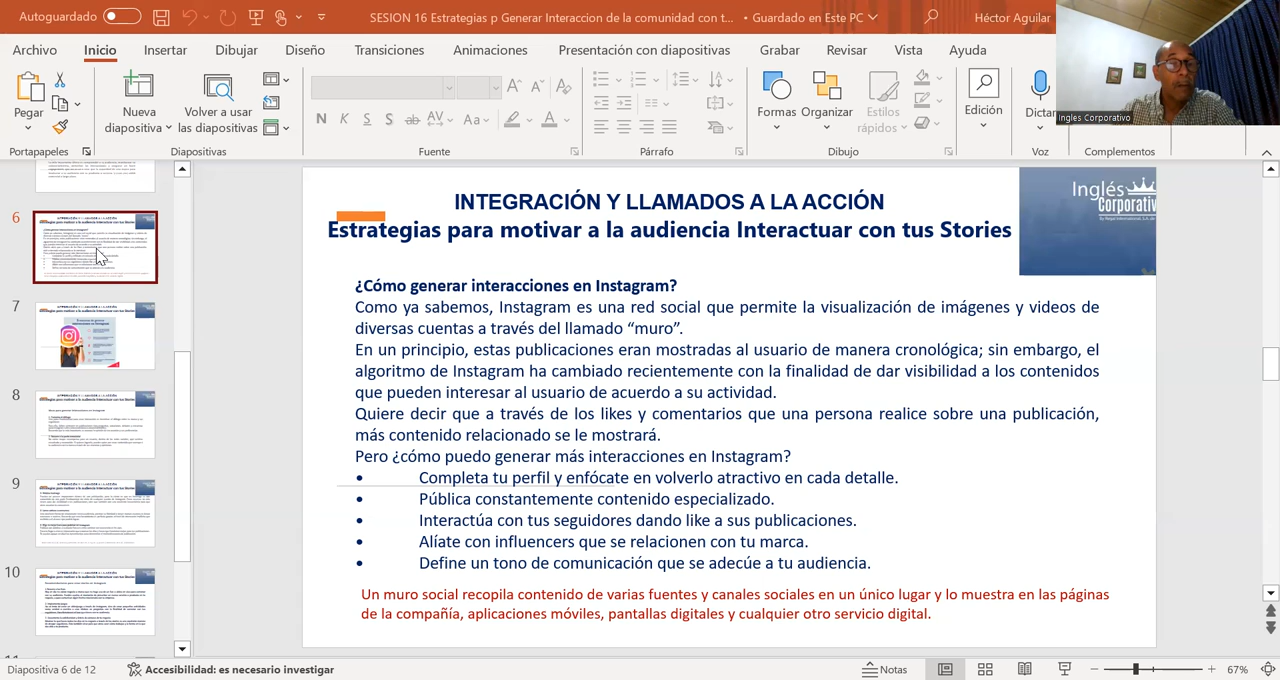 Autoguardado
SESION 16 Estrategias p Generar Interaccion de la comunidad con t... • Guardado en Este PC
Héctor Aguilar
Archivo Inicio Insertar Dibujar Diseño Transiciones Animaciones Presentación con diapositivas Grabar Revisar Vista Ayuda
Pegar
Nueva diapositiva
Volver a usar las diapositivas
N K S S ab AV Aa A
Formas Organizar Estilos rápidos
Edición
Dictar
Ingles Corporativo
Portapapeles Diapositivas Fuente Párrafo Dibujo Voz Complementos
6
7
8
9
10
INTEGRACIÓN Y LLAMADOS A LA ACCIÓN
Estrategias para motivar a la audiencia Interactuar con tus Stories
Inglés
Corporativ
¿Cómo generar interacciones en Instagram?
Como ya sabemos, Instagram es una red social que permite la visualización de imágenes y videos de
diversas cuentas a través del llamado “muro”.
En un principio, estas publicaciones eran mostradas al usuario de manera cronológica; sin embargo, el
algoritmo de Instagram ha cambiado recientemente con la finalidad de dar visibilidad a los contenidos
que pueden interesar al usuario de acuerdo a su actividad.
Quiere decir que a través de los likes y comentarios que una persona realice sobre una publicación,
más contenido relacionado se le mostrará.
Pero ¿cómo puedo generar más interacciones en Instagram?
• Completa tu perfil y enfócate en volverlo atractivo en cada detalle.
• Pública constantemente contenido especializado.
• Interactúa con tus seguidores dando like a sus publicaciones.
• Alíate con influencers que se relacionen con tu marca.
• Define un tono de comunicación que se adecúe a tu audiencia.
Un muro social recopila contenido de varias fuentes y canales sociales en un único lugar y lo muestra en las páginas
de la compañía, aplicaciones móviles, pantallas digitales y cualquier otro servicio digital.
Diapositiva 6 de 12
Accesibilidad: es necesario investigar
Notas
67%